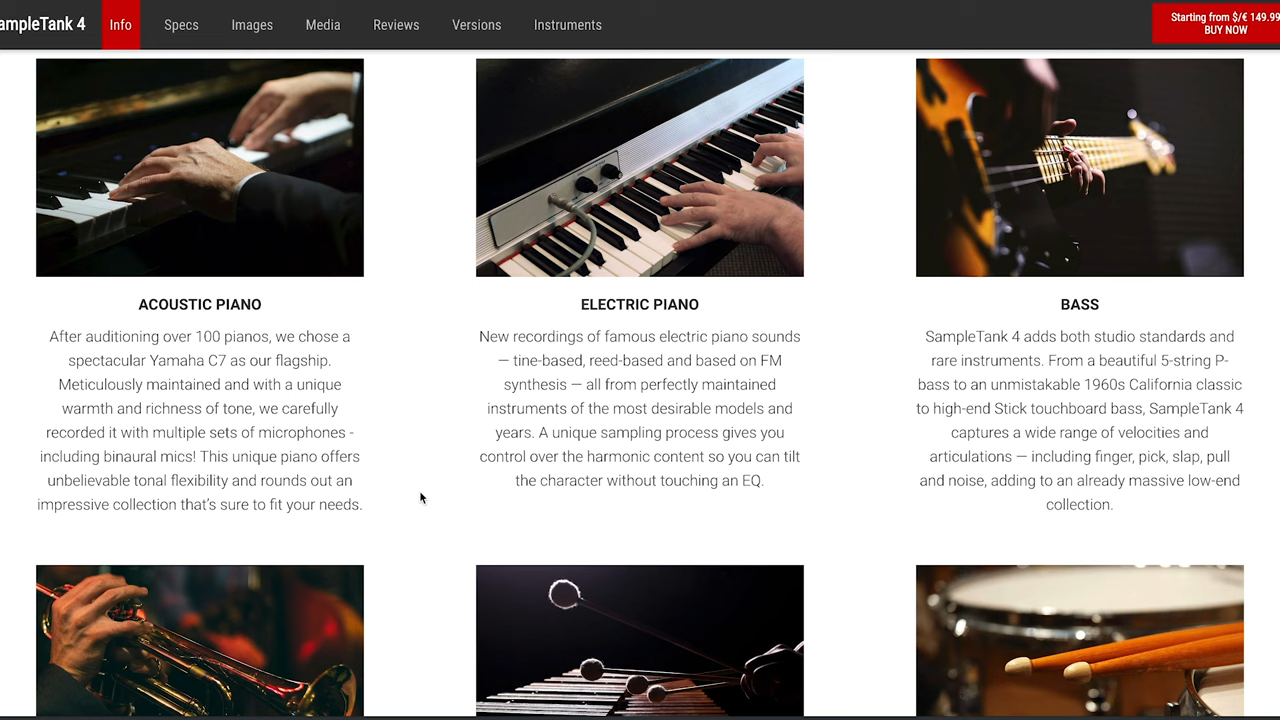 ampleTank 4 Info Specs Images Media Reviews Versions Instruments
Starting from $/€ 149.99
BUY NOW
ACOUSTIC PIANO
After auditioning over 100 pianos, we chose a
spectacular Yamaha C7 as our flagship.
Meticulously maintained and with a unique
warmth and richness of tone, we carefully
recorded it with multiple sets of microphones -
including binaural mics! This unique piano offers
unbelievable tonal flexibility and rounds out an
impressive collection that's sure to fit your needs.
ELECTRIC PIANO
New recordings of famous electric piano sounds
— tine-based, reed-based and based on FM
synthesis — all from perfectly maintained
instruments of the most desirable models and
years. A unique sampling process gives you
control over the harmonic content so you can tilt
the character without touching an EQ.
BASS
SampleTank 4 adds both studio standards and
rare instruments. From a beautiful 5-string P-
bass to an unmistakable 1960s California classic
to high-end Stick touchboard bass, SampleTank 4
captures a wide range of velocities and
articulations — including finger, pick, slap, pull
and noise, adding to an already massive low-end
collection.